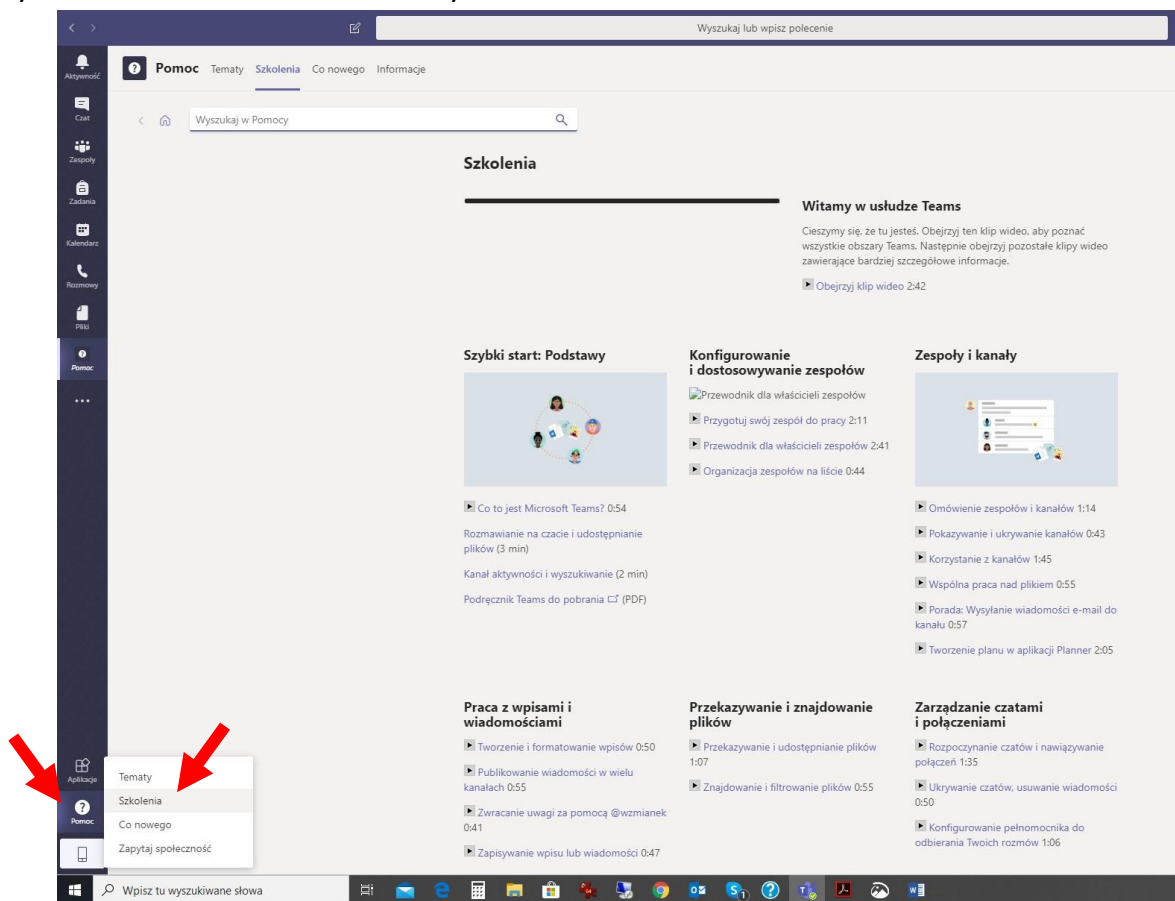 Wyszukaj lub wpisz polecenie
Aktywność
Czat
Zespoły
Zadania
Kalendarz
Rozmowy
Pliki
Pomoc
Aplikacje
Pomoc
Pomoc Tematy Szkolenia Co nowego Informacje
Wyszukaj w Pomocy
Szkolenia
Witamy w usłudze Teams
Cieszymy się, że tu jesteś. Obejrzyj ten klip wideo, aby poznać
wszystkie obszary Teams. Następnie obejrzyj pozostałe klipy wideo
zawierające bardziej szczegółowe informacje.
Obejrzyj klip wideo 2:42
Szybki start: Podstawy
Co to jest Microsoft Teams? 0:54
Rozmawianie na czacie i udostępnianie
plików (3 min)
Kanał aktywności i wyszukiwanie (2 min)
Podręcznik Teams do pobrania (PDF)
Konfigurowanie
i dostosowywanie zespołów
Przewodnik dla właścicieli zespołów
Przygotuj swój zespół do pracy 2:11
Przewodnik dla właścicieli zespołów 2:41
Organizacja zespołów na liście 0:44
Zespoły i kanały
Omówienie zespołów i kanałów 1:14
Pokazywanie i ukrywanie kanałów 0:43
Korzystanie z kanałów 1:45
Wspólna praca nad plikiem 0:55
Porada: Wysyłanie wiadomości e-mail do
kanału 0:57
Tworzenie planu w aplikacji Planner 2:05
Praca z wpisami i
wiadomościami
Tworzenie i formatowanie wpisów 0:50
Publikowanie wiadomości w wielu
kanałach 0:55
Zwracanie uwagi za pomocą @wzmianek
0:41
Zapisywanie wpisu lub wiadomości 0:47
Przekazywanie i znajdowanie
plików
Przekazywanie i udostępnianie plików
1:07
Znajdowanie i filtrowanie plików 0:55
Zarządzanie czatami
i połączeniami
Rozpoczynanie czatów i nawiązywanie
połączeń 1:35
Ukrywanie czatów, usuwanie wiadomości
0:50
Konfigurowanie pełnomocnika do
odbierania Twoich rozmów 1:06
Tematy
Szkolenia
Co nowego
Zapytaj społeczność
Wpisz tu wyszukiwane słowa